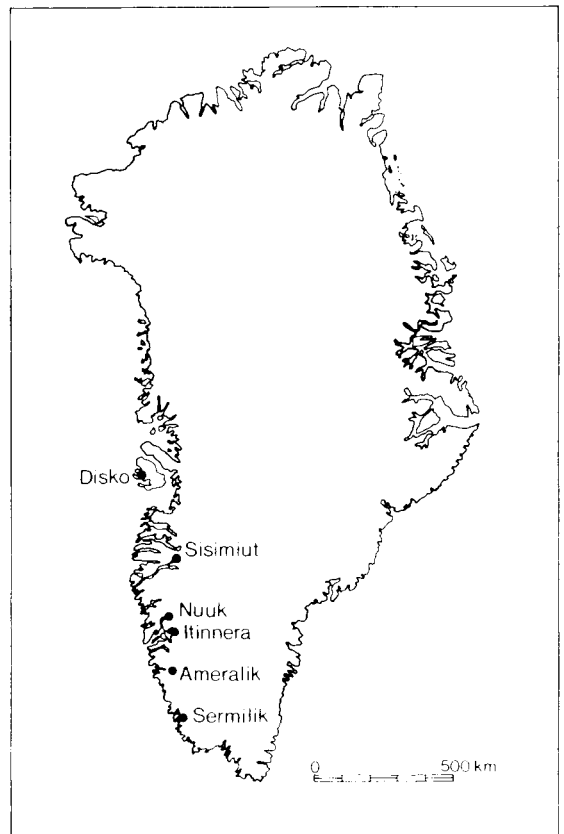 Disko
Sisimiut
Nuuk
Itinnera
Ameralik
Sermilik
0 500 km